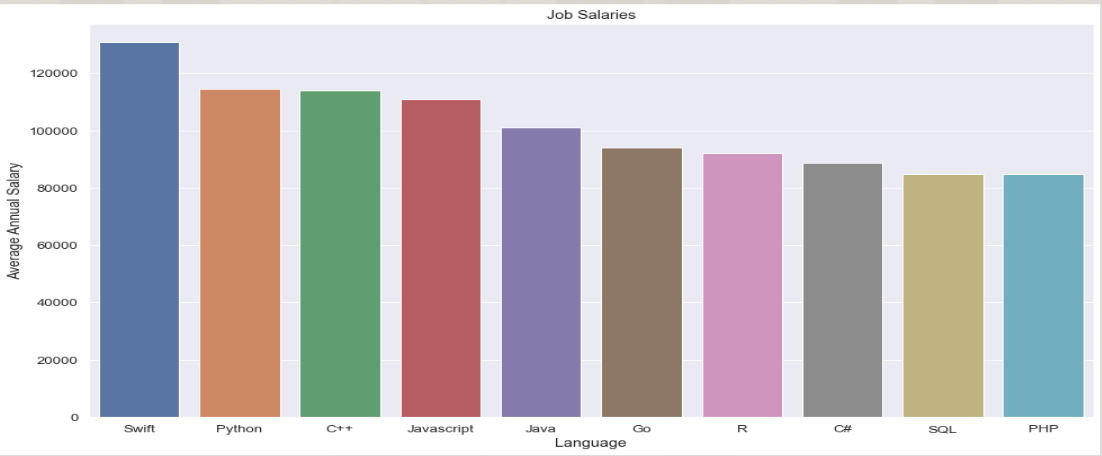 Job Salaries
Average Annual Salary
120000
100000
80000
60000
40000
20000
0
Swift Python C++ Javascript Java Go R C# SQL PHP
Language